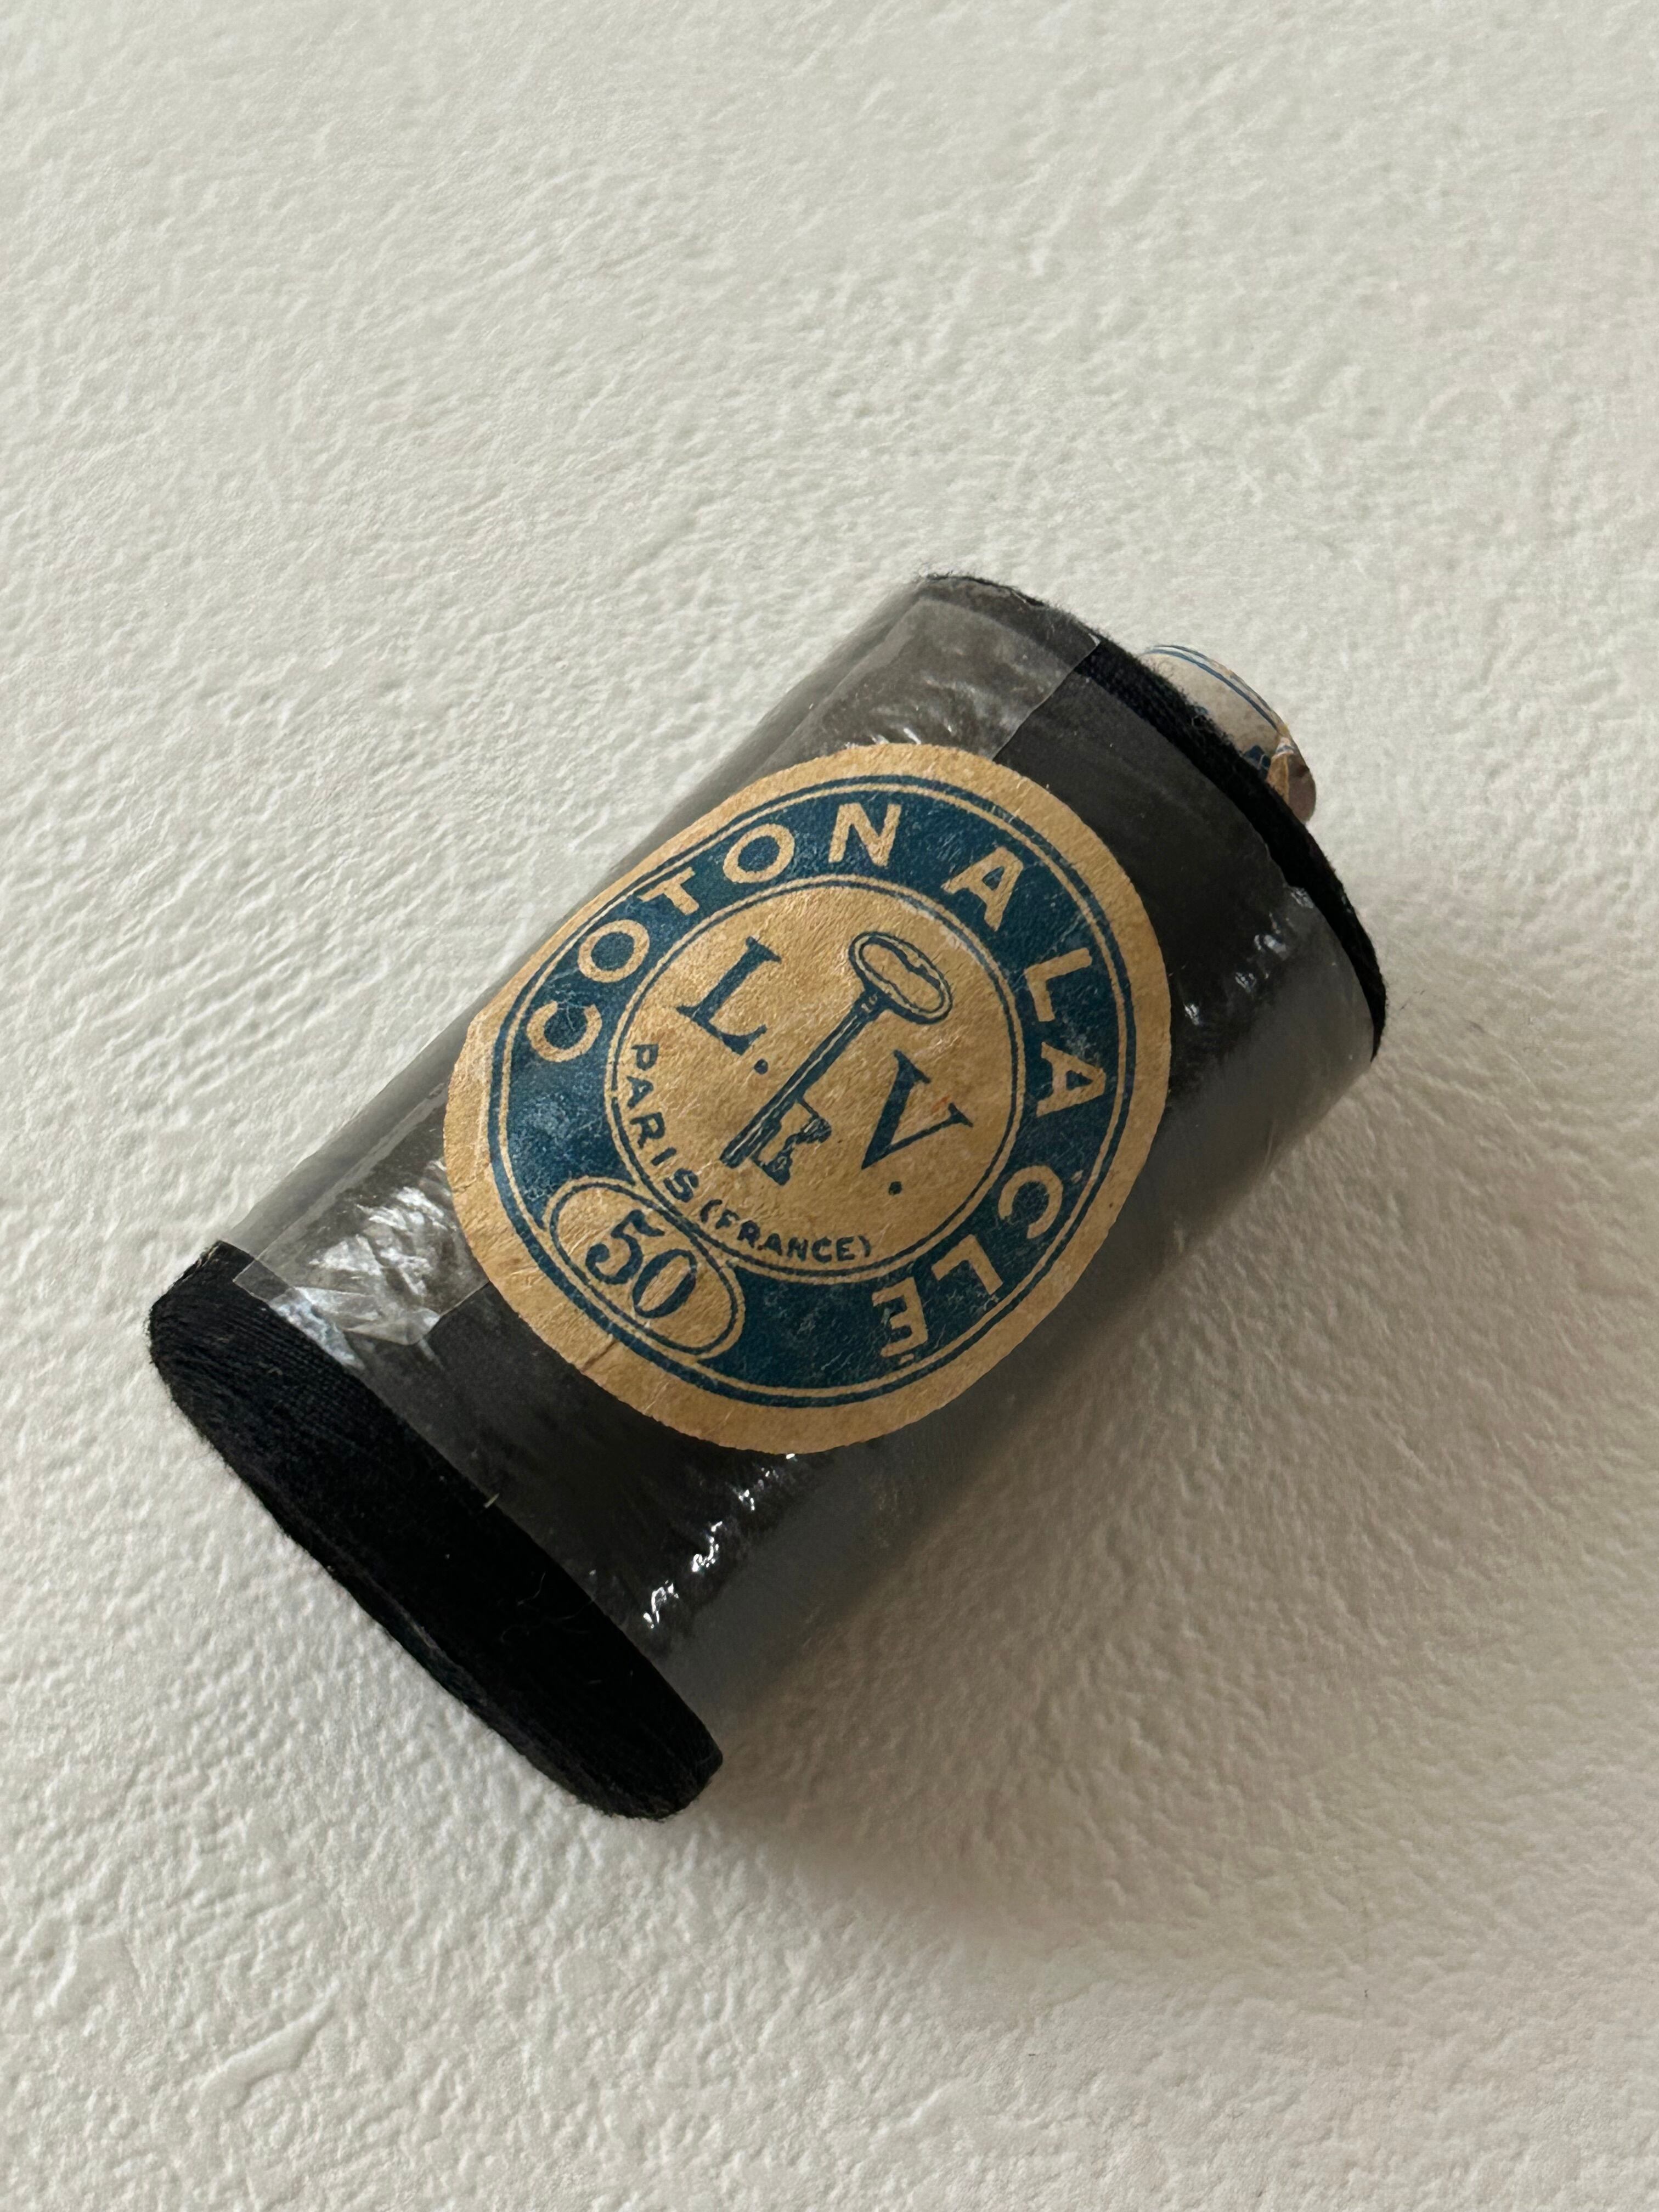 COTON A LA CLE
L. V.
PARIS (FRANCE)
50